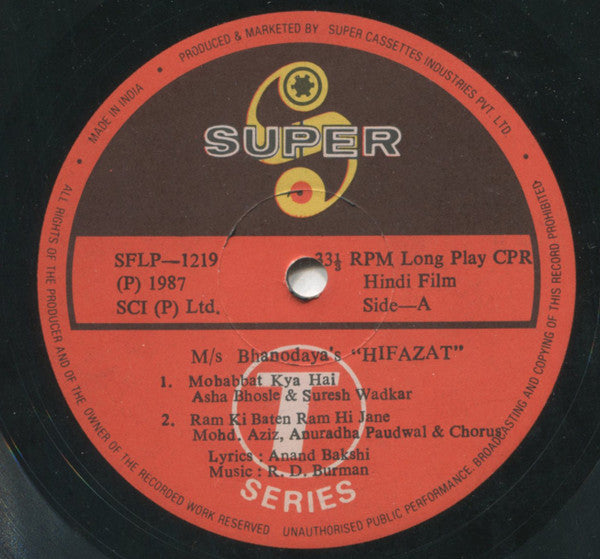 • MADE IN INDIA • PRODUCED & MARKETED BY SUPER CASSETTES INDUSTRIES PVT. LTD. •
SUPER
SFLP—1219
(P) 1987
SCI (P) Ltd.
33⅓ RPM Long Play CPR
Hindi Film
Side—A
M/s Bhanodaya's "HIFAZAT"
1. Mohabbat Kya Hai
Asha Bhosle & Suresh Wadkar
2. Ram Ki Baten Ram Hi Jane
Mohd. Aziz, Anuradha Paudwal & Chorus
Lyrics : Anand Bakshi
Music : R. D. Burman
T
SERIES
ALL RIGHTS OF THE PRODUCER AND OF THE OWNER OF THE RECORDED WORK RESERVED UNAUTHORISED PUBLIC PERFORMANCE, BROADCASTING AND COPYING OF THIS RECORD PROHIBITED